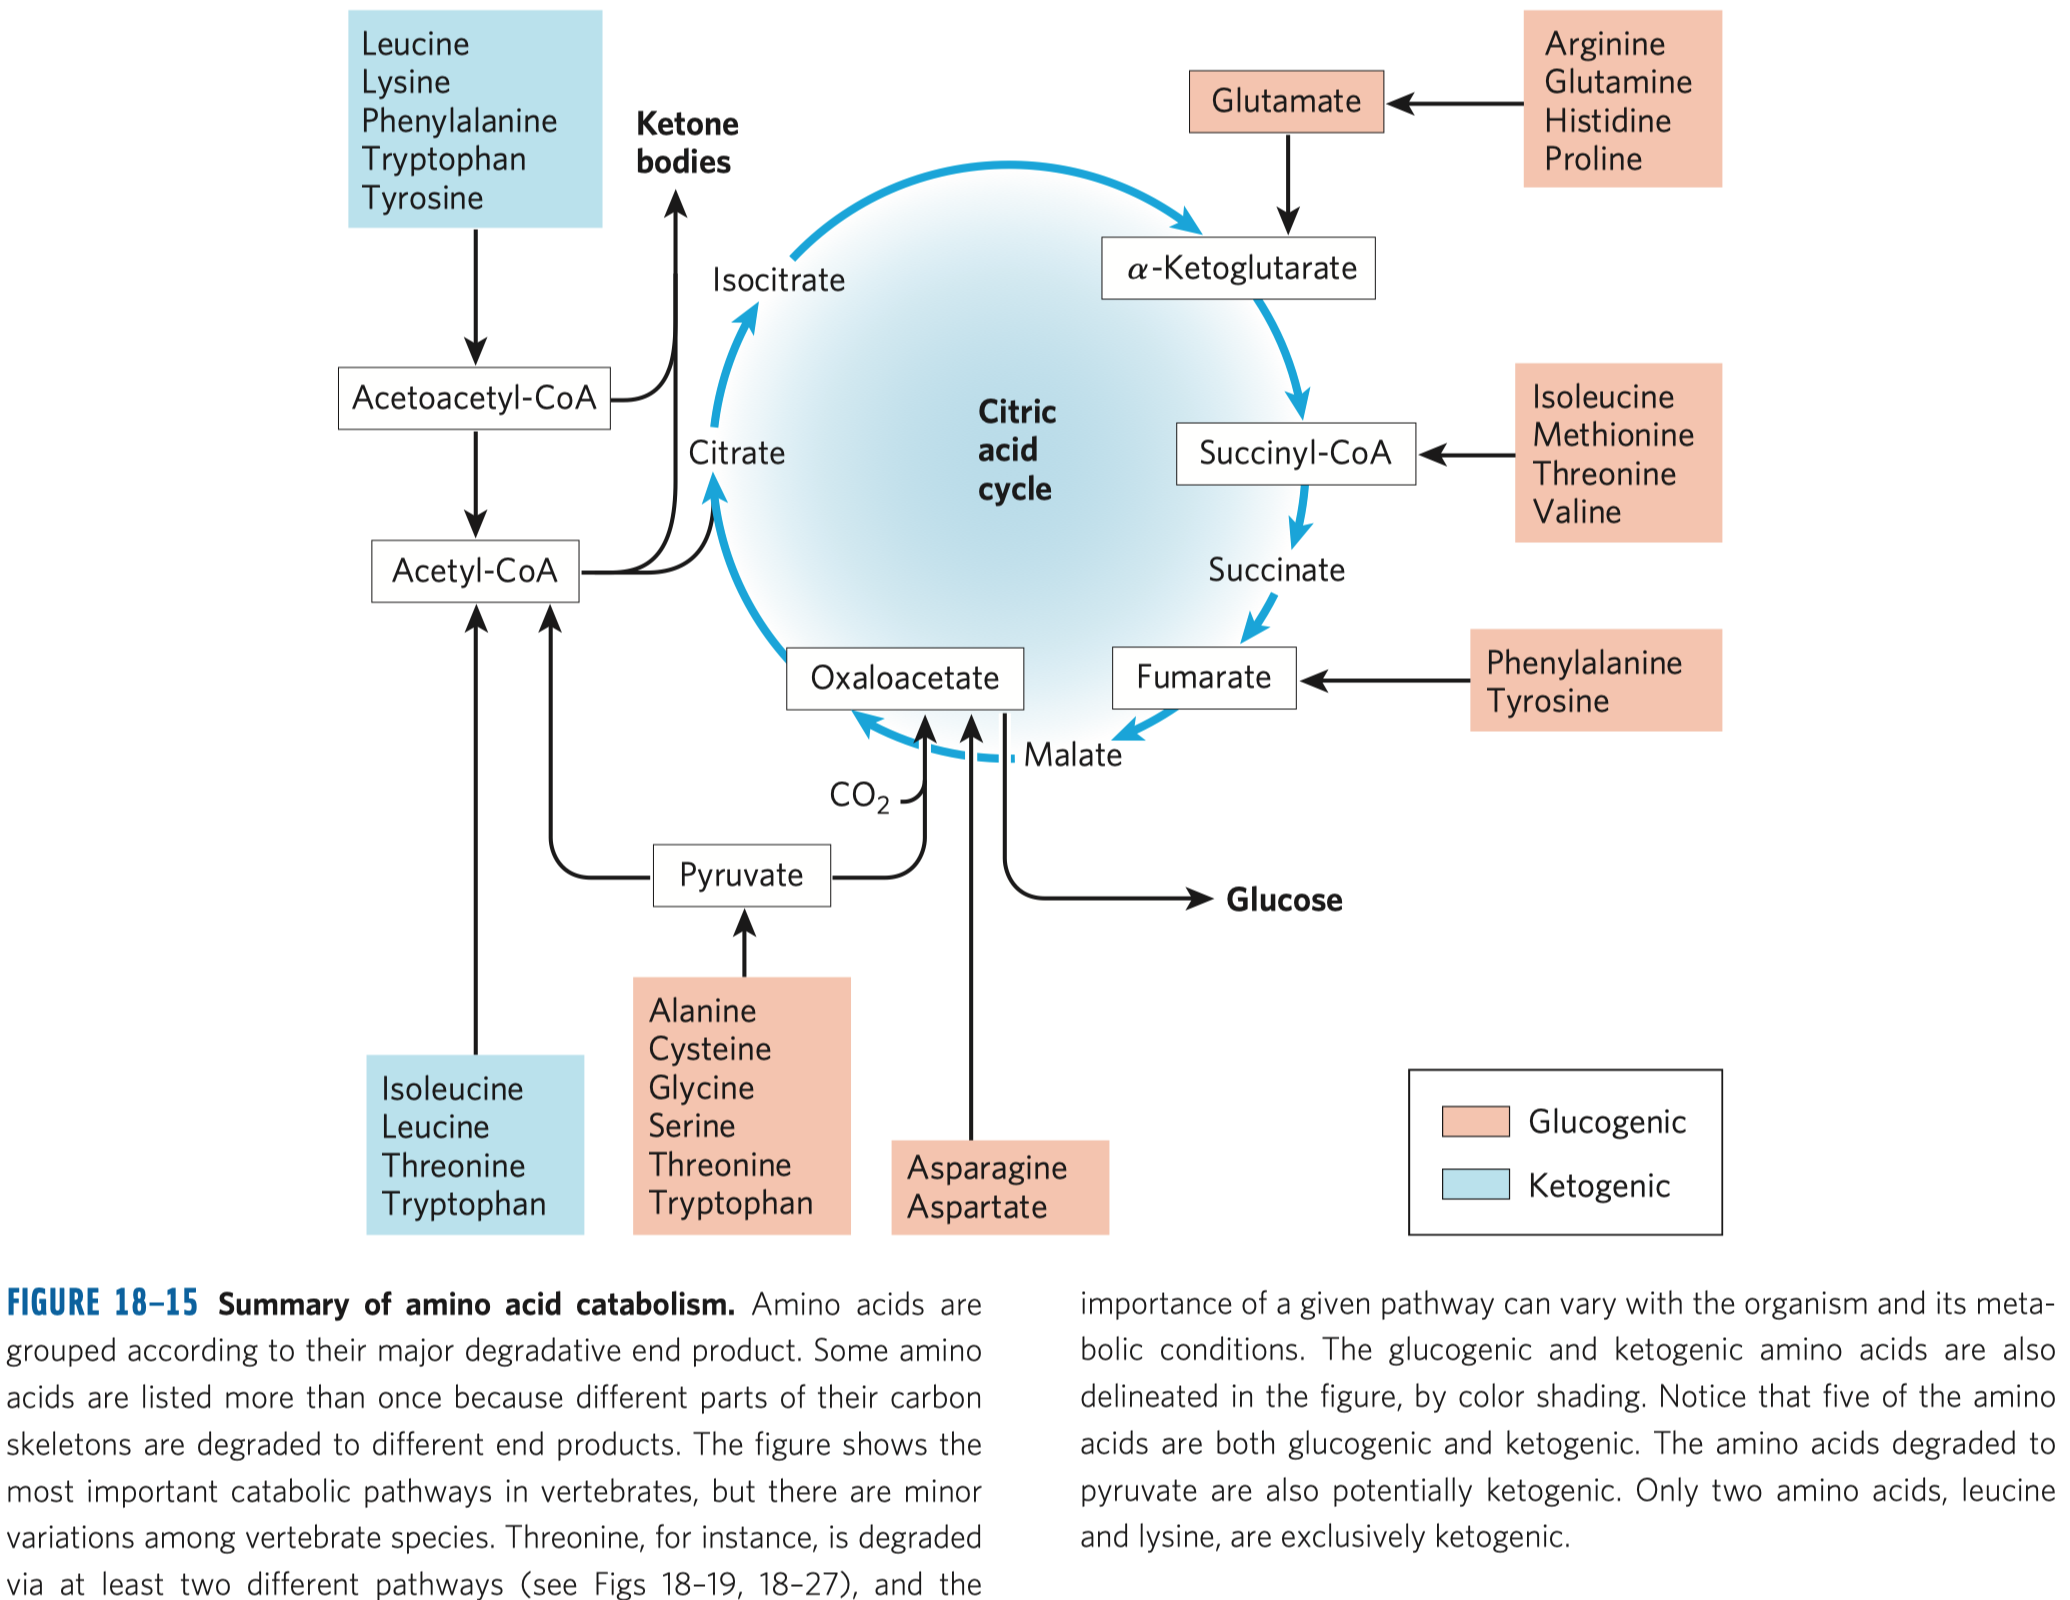 Leucine
Lysine
Phenylalanine
Tryptophan
Tyrosine
Ketone
bodies
Glutamate
Arginine
Glutamine
Histidine
Proline
Isocitrate
α-Ketoglutarate
Acetoacetyl-CoA
Citrate
Citric
acid
cycle
Succinyl-CoA
Isoleucine
Methionine
Threonine
Valine
Acetyl-CoA
Succinate
Oxaloacetate
Fumarate
Phenylalanine
Tyrosine
Malate
CO₂
Pyruvate
Glucose
Isoleucine
Leucine
Threonine
Tryptophan
Alanine
Cysteine
Glycine
Serine
Threonine
Tryptophan
Asparagine
Aspartate
Glucogenic
Ketogenic
FIGURE 18–15 Summary of amino acid catabolism. Amino acids are
grouped according to their major degradative end product. Some amino
acids are listed more than once because different parts of their carbon
skeletons are degraded to different end products. The figure shows the
most important catabolic pathways in vertebrates, but there are minor
variations among vertebrate species. Threonine, for instance, is degraded
via at least two different pathways (see Figs 18–19, 18–27), and the
importance of a given pathway can vary with the organism and its meta-
bolic conditions. The glucogenic and ketogenic amino acids are also
delineated in the figure, by color shading. Notice that five of the amino
acids are both glucogenic and ketogenic. The amino acids degraded to
pyruvate are also potentially ketogenic. Only two amino acids, leucine
and lysine, are exclusively ketogenic.